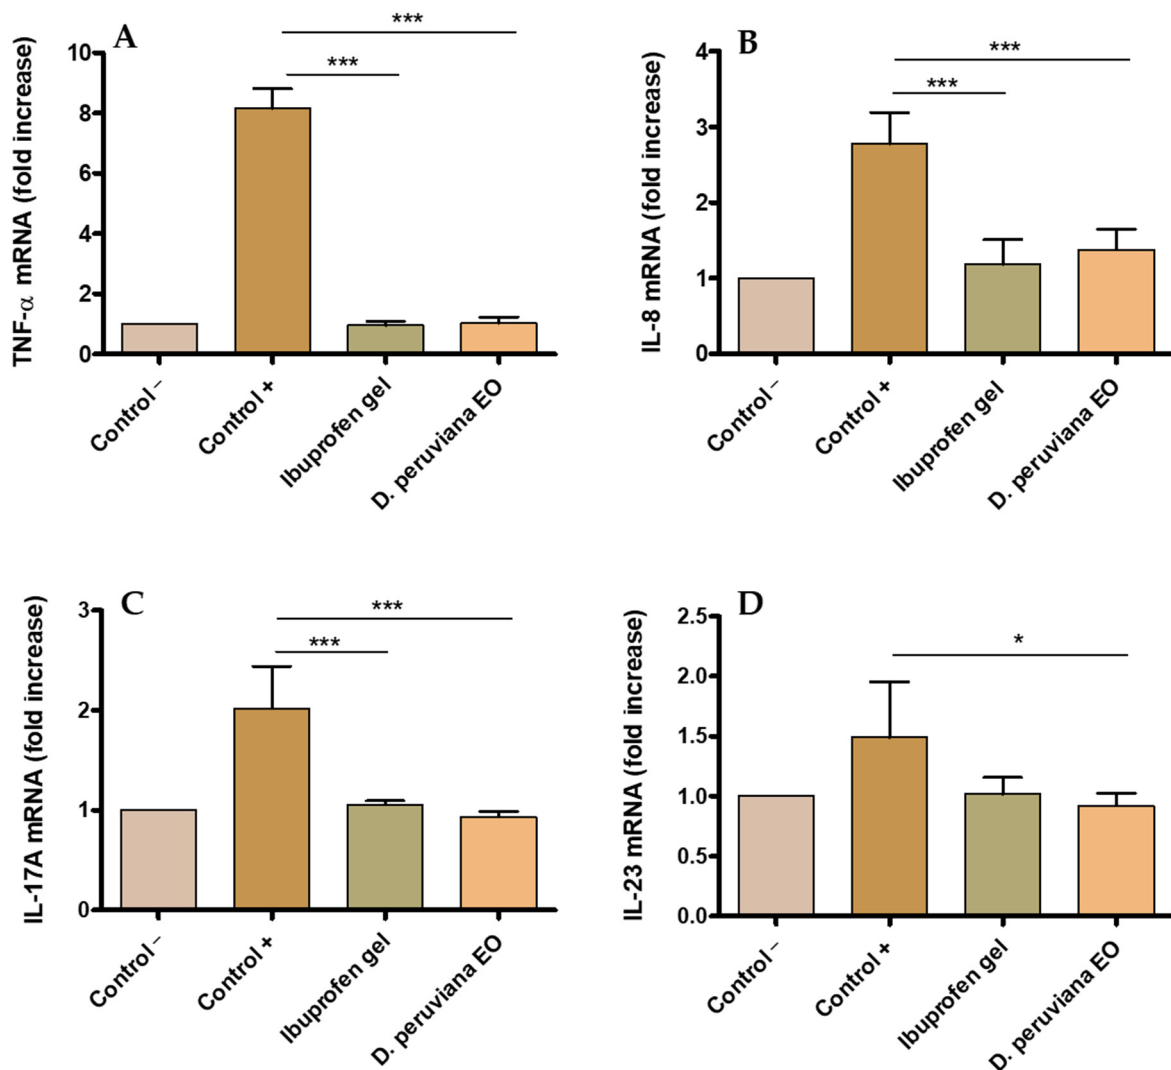 A
TNF-α mRNA (fold increase)
10
8
6
4
2
0
***
***
Control –
Control +
Ibuprofen gel
D. peruviana EO
B
IL-8 mRNA (fold increase)
4
3
2
1
0
***
***
Control –
Control +
Ibuprofen gel
D. peruviana EO
C
IL-17A mRNA (fold increase)
3
2
1
0
***
***
Control –
Control +
Ibuprofen gel
D. peruviana EO
D
IL-23 mRNA (fold increase)
2.5
2.0
1.5
1.0
0.5
0.0
*
Control –
Control +
Ibuprofen gel
D. peruviana EO